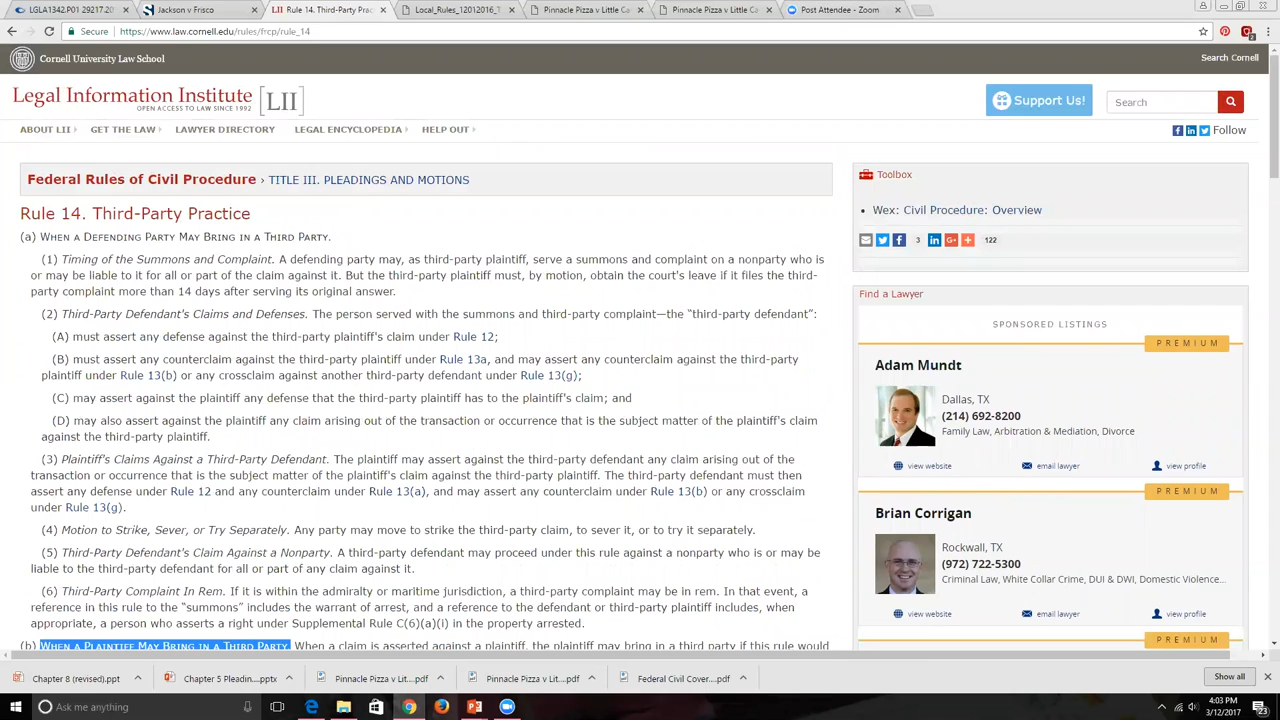 LGLA1342.P01 29217.20
Jackson v Frisco
LII Rule 14. Third-Party Prac
Local_Rules_12012016_T
Pinnacle Pizza v Little Ca
Pinnacle Pizza v Little Ca
Post Attendee - Zoom
Secure https://www.law.cornell.edu/rules/frcp/rule_14
Cornell University Law School
Search Cornell
Legal Information Institute [LII]
OPEN ACCESS TO LAW SINCE 1992
Support Us!
Search
ABOUT LII GET THE LAW LAWYER DIRECTORY LEGAL ENCYCLOPEDIA HELP OUT
Follow
Federal Rules of Civil Procedure › TITLE III. PLEADINGS AND MOTIONS
Rule 14. Third-Party Practice
(a) WHEN A DEFENDING PARTY MAY BRING IN A THIRD PARTY.
(1) Timing of the Summons and Complaint. A defending party may, as third-party plaintiff, serve a summons and complaint on a nonparty who is
or may be liable to it for all or part of the claim against it. But the third-party plaintiff must, by motion, obtain the court's leave if it files the third-
party complaint more than 14 days after serving its original answer.
(2) Third-Party Defendant's Claims and Defenses. The person served with the summons and third-party complaint—the “third-party defendant”:
(A) must assert any defense against the third-party plaintiff's claim under Rule 12;
(B) must assert any counterclaim against the third-party plaintiff under Rule 13a, and may assert any counterclaim against the third-party
plaintiff under Rule 13(b) or any crossclaim against another third-party defendant under Rule 13(g);
(C) may assert against the plaintiff any defense that the third-party plaintiff has to the plaintiff's claim; and
(D) may also assert against the plaintiff any claim arising out of the transaction or occurrence that is the subject matter of the plaintiff's claim
against the third-party plaintiff.
(3) Plaintiff's Claims Against a Third-Party Defendant. The plaintiff may assert against the third-party defendant any claim arising out of the
transaction or occurrence that is the subject matter of the plaintiff's claim against the third-party plaintiff. The third-party defendant must then
assert any defense under Rule 12 and any counterclaim under Rule 13(a), and may assert any counterclaim under Rule 13(b) or any crossclaim
under Rule 13(g).
(4) Motion to Strike, Sever, or Try Separately. Any party may move to strike the third-party claim, to sever it, or to try it separately.
(5) Third-Party Defendant's Claim Against a Nonparty. A third-party defendant may proceed under this rule against a nonparty who is or may be
liable to the third-party defendant for all or part of any claim against it.
(6) Third-Party Complaint In Rem. If it is within the admiralty or maritime jurisdiction, a third-party complaint may be in rem. In that event, a
reference in this rule to the “summons” includes the warrant of arrest, and a reference to the defendant or third-party plaintiff includes, when
appropriate, a person who asserts a right under Supplemental Rule C(6)(a)(i) in the property arrested.
(b) WHEN A PLAINTIFF MAY BRING IN A THIRD PARTY. When a claim is asserted against a plaintiff, the plaintiff may bring in a third party if this rule would
Toolbox
Wex: Civil Procedure: Overview
3
122
Find a Lawyer
SPONSORED LISTINGS
PREMIUM
Adam Mundt
Dallas, TX
(214) 692-8200
Family Law, Arbitration & Mediation, Divorce
view website email lawyer view profile
PREMIUM
Brian Corrigan
Rockwall, TX
(972) 722-5300
Criminal Law, White Collar Crime, DUI & DWI, Domestic Violence...
view website email lawyer view profile
PREMIUM
Chapter 8 (revised).ppt
Chapter 5 Pleadin....pptx
Pinnacle Pizza v Lit....pdf
Pinnacle Pizza v Lit....pdf
Federal Civil Cover....pdf
Show all
Ask me anything
4:03 PM
3/12/2017
23